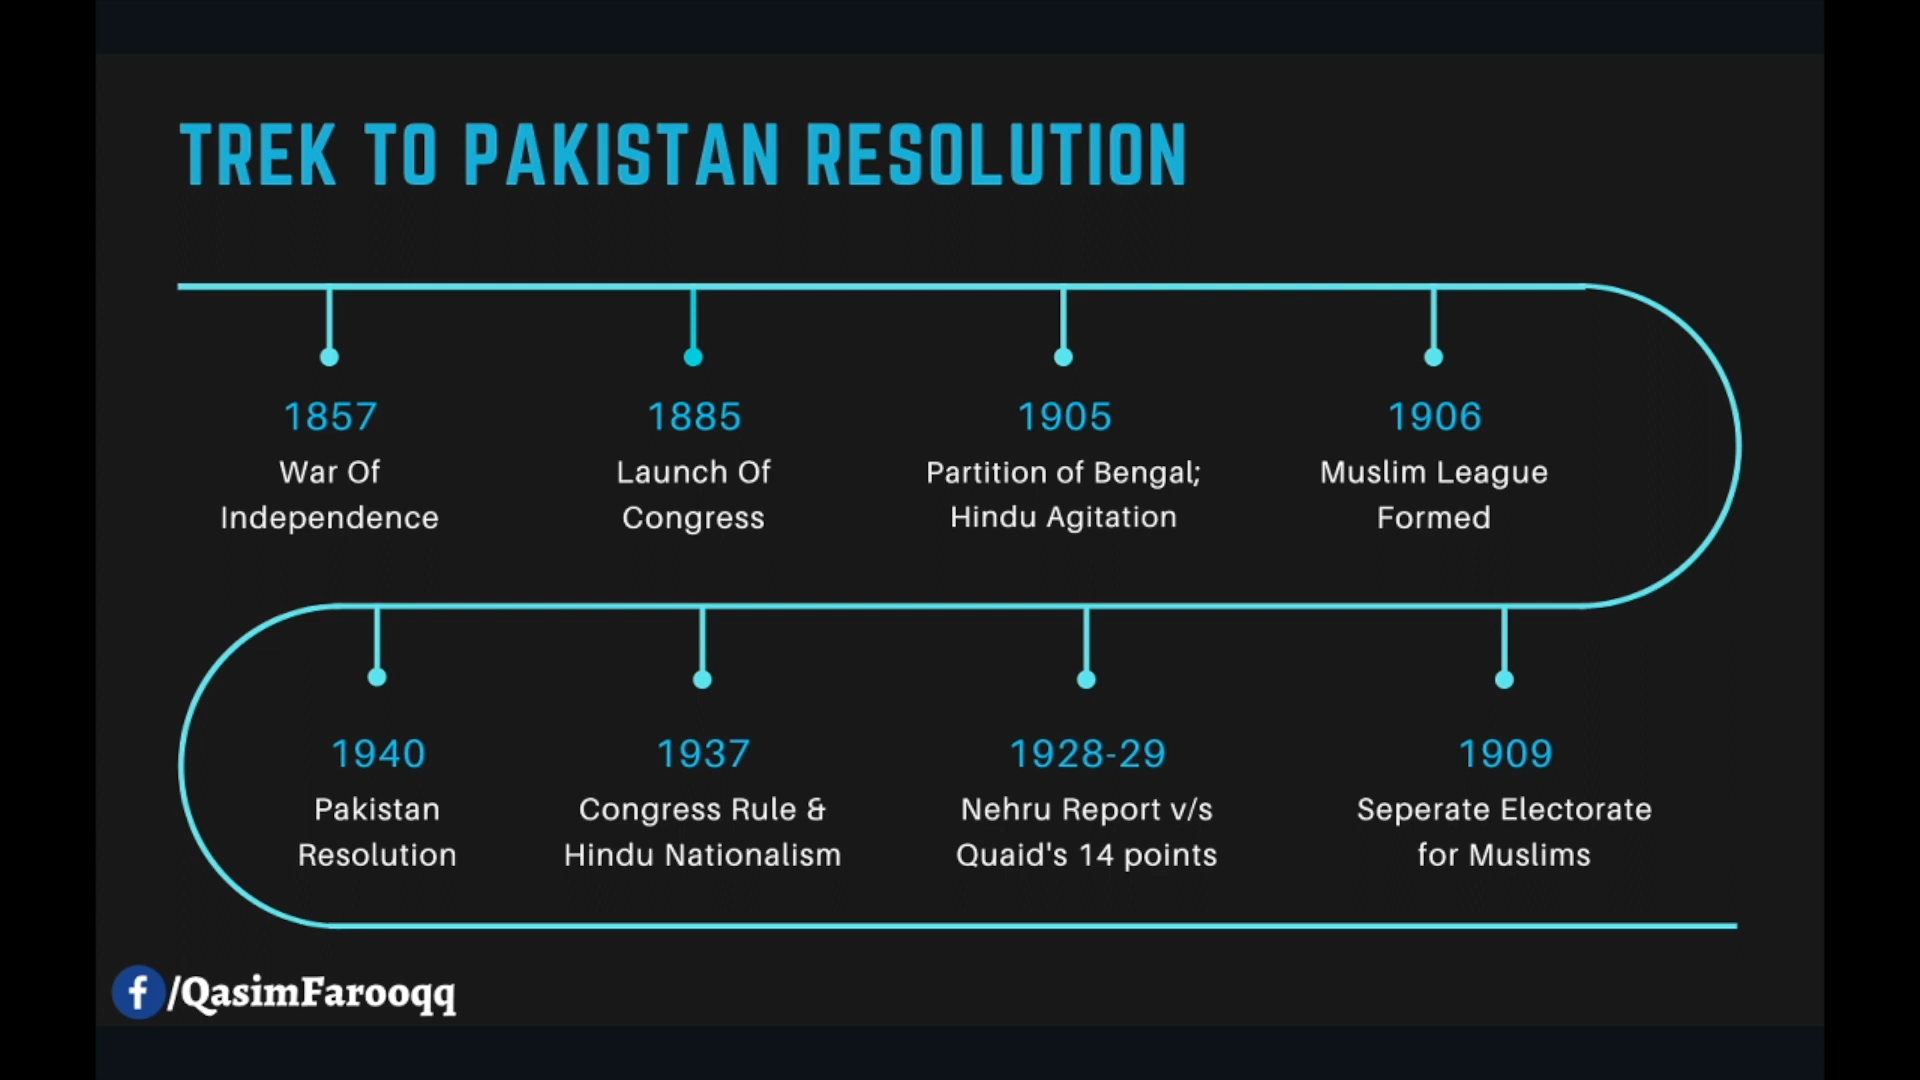 TREK TO PAKISTAN RESOLUTION
1857
War Of
Independence
1885
Launch Of
Congress
1905
Partition of Bengal;
Hindu Agitation
1906
Muslim League
Formed
1940
Pakistan
Resolution
1937
Congress Rule &
Hindu Nationalism
1928-29
Nehru Report v/s
Quaid's 14 points
1909
Seperate Electorate
for Muslims
f/QasimFarooqq